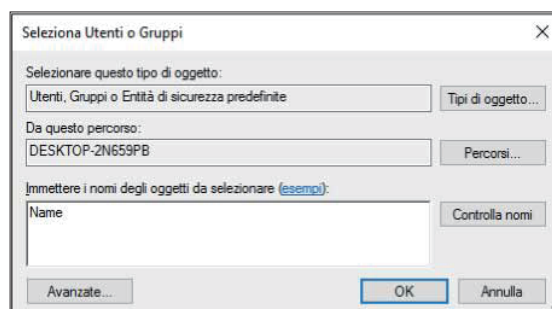 Seleziona Utenti o Gruppi
Selezionare questo tipo di oggetto:
Utenti, Gruppi o Entità di sicurezza predefinite
Tipi di oggetto...
Da questo percorso:
DESKTOP-2N659PB
Percorsi...
Immettere i nomi degli oggetti da selezionare (esempi):
Name
Controlla nomi
Avanzate...
OK
Annulla